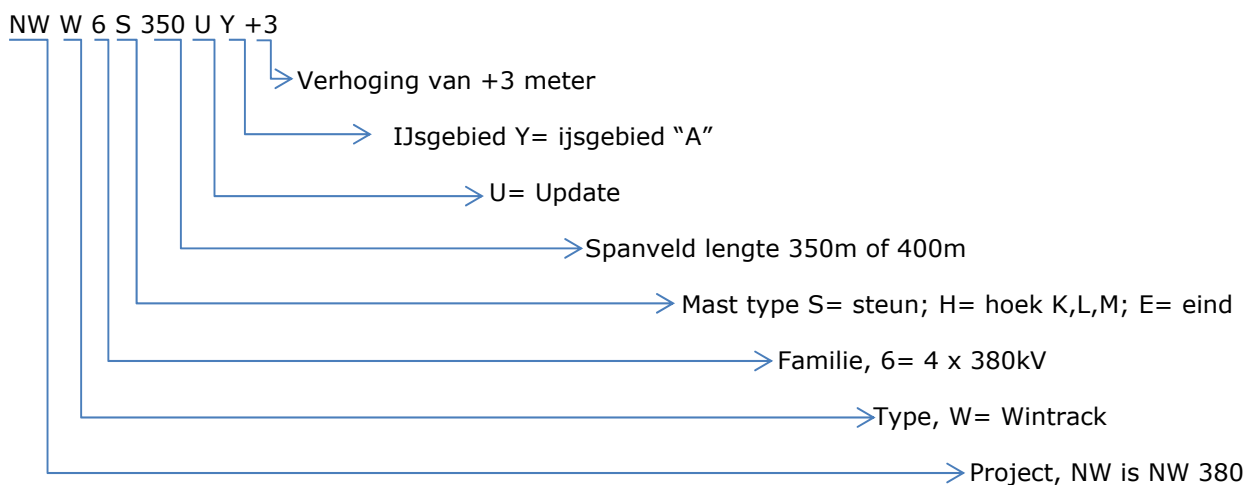 NW W 6 S 350 U Y +3
Verhoging van +3 meter
IJsgebied Y= ijsgebied “A”
U= Update
Spanveld lengte 350m of 400m
Mast type S= steun; H= hoek K,L,M; E= eind
Familie, 6= 4 x 380kV
Type, W= Wintrack
Project, NW is NW 380